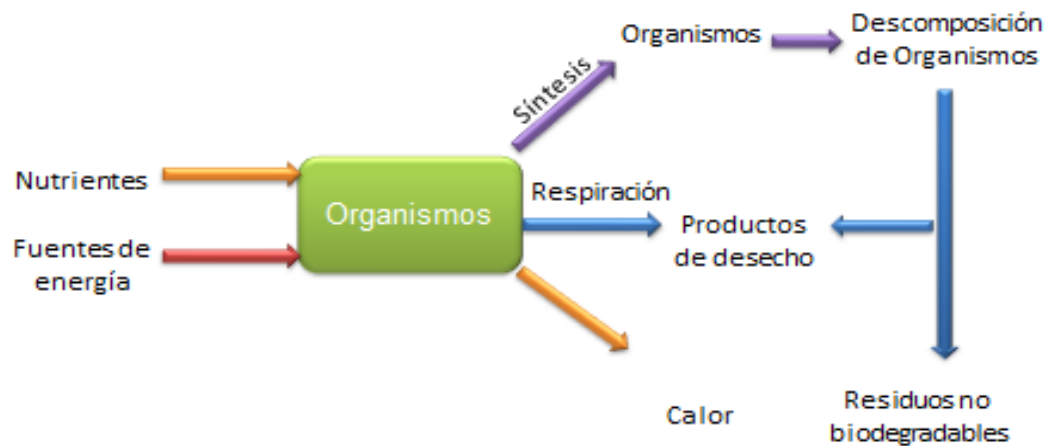 Nutrientes
Fuentes de
energía
Organismos
Síntesis
Organismos
Descomposición
de Organismos
Respiración
Productos
de desecho
Calor
Residuos no
biodegradables